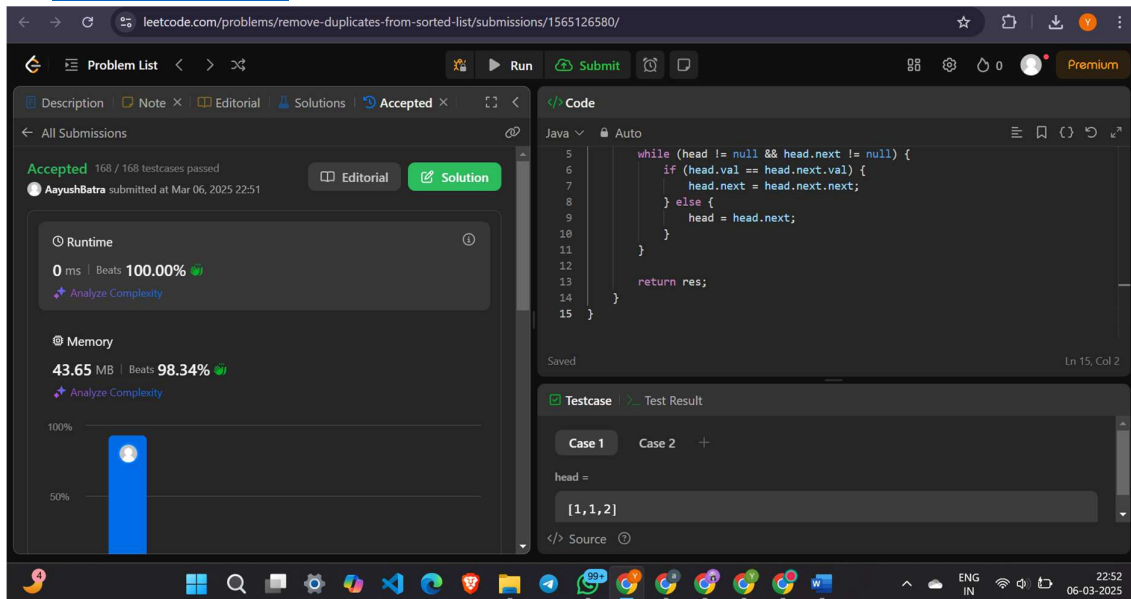 leetcode.com/problems/remove-duplicates-from-sorted-list/submissions/1565126580/
Y
Problem List
Run
Submit
0
Premium
Description
Note
Editorial
Solutions
Accepted
All Submissions
Accepted 168 / 168 testcases passed
AayushBatra submitted at Mar 06, 2025 22:51
Editorial
Solution
Runtime
0 ms | Beats 100.00%
Analyze Complexity
Memory
43.65 MB | Beats 98.34%
Analyze Complexity
100%
50%
</> Code
Java
Auto
5 while (head != null && head.next != null) {
6 if (head.val == head.next.val) {
7 head.next = head.next.next;
8 } else {
9 head = head.next;
10 }
11 }
12
13 return res;
14 }
15 }
Saved
Ln 15, Col 2
Testcase
>_ Test Result
Case 1
Case 2
+
head =
[1,1,2]
</> Source
4
99+
ENG
IN
22:52
06-03-2025